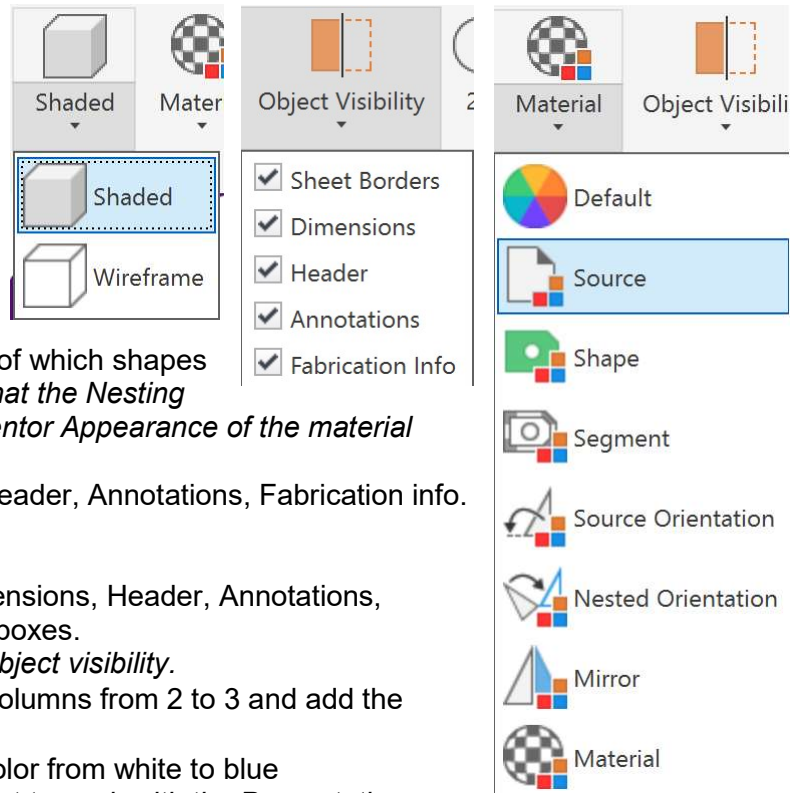 Shaded
Mater
Shaded
Wireframe
Object Visibility
2
Sheet Borders
Dimensions
Header
Annotations
Fabrication Info
Material
Object Visibili
Default
Source
Shape
Segment
Source Orientation
Nested Orientation
Mirror
Material
of which shapes
hat the Nesting
entor Appearance of the material
eader, Annotations, Fabrication info.
ensions, Header, Annotations,
boxes.
bject visibility.
olumns from 2 to 3 and add the
olor from white to blue